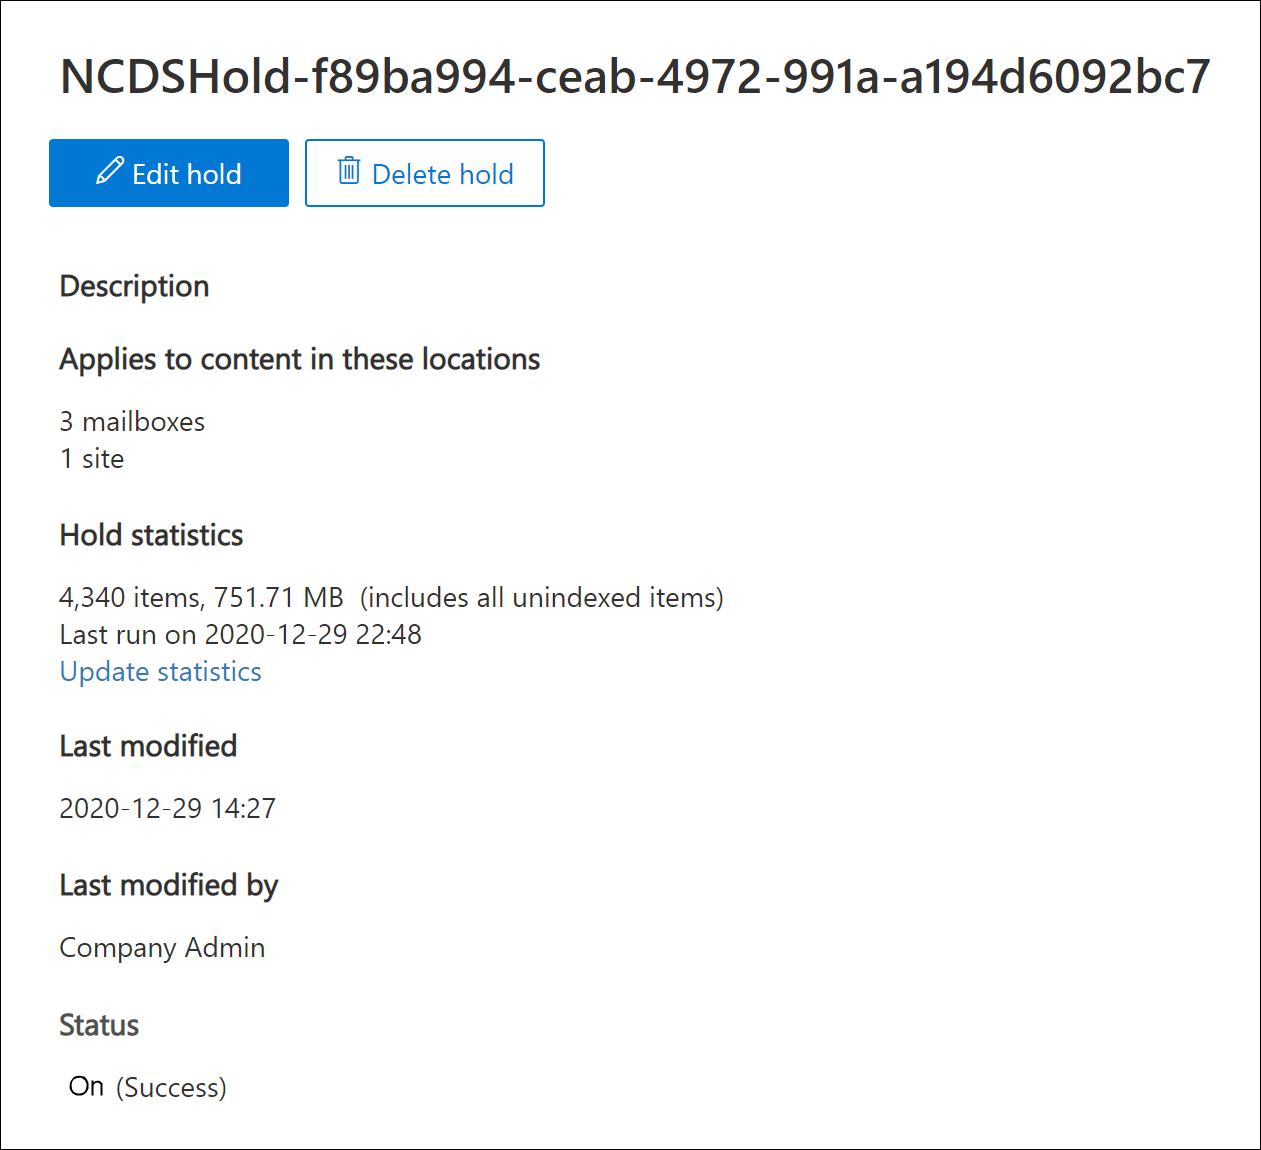 NCDSHold-f89ba994-ceab-4972-991a-a194d6092bc7
Edit hold
Delete hold
Description
Applies to content in these locations
3 mailboxes
1 site
Hold statistics
4,340 items, 751.71 MB (includes all unindexed items)
Last run on 2020-12-29 22:48
Update statistics
Last modified
2020-12-29 14:27
Last modified by
Company Admin
Status
On (Success)